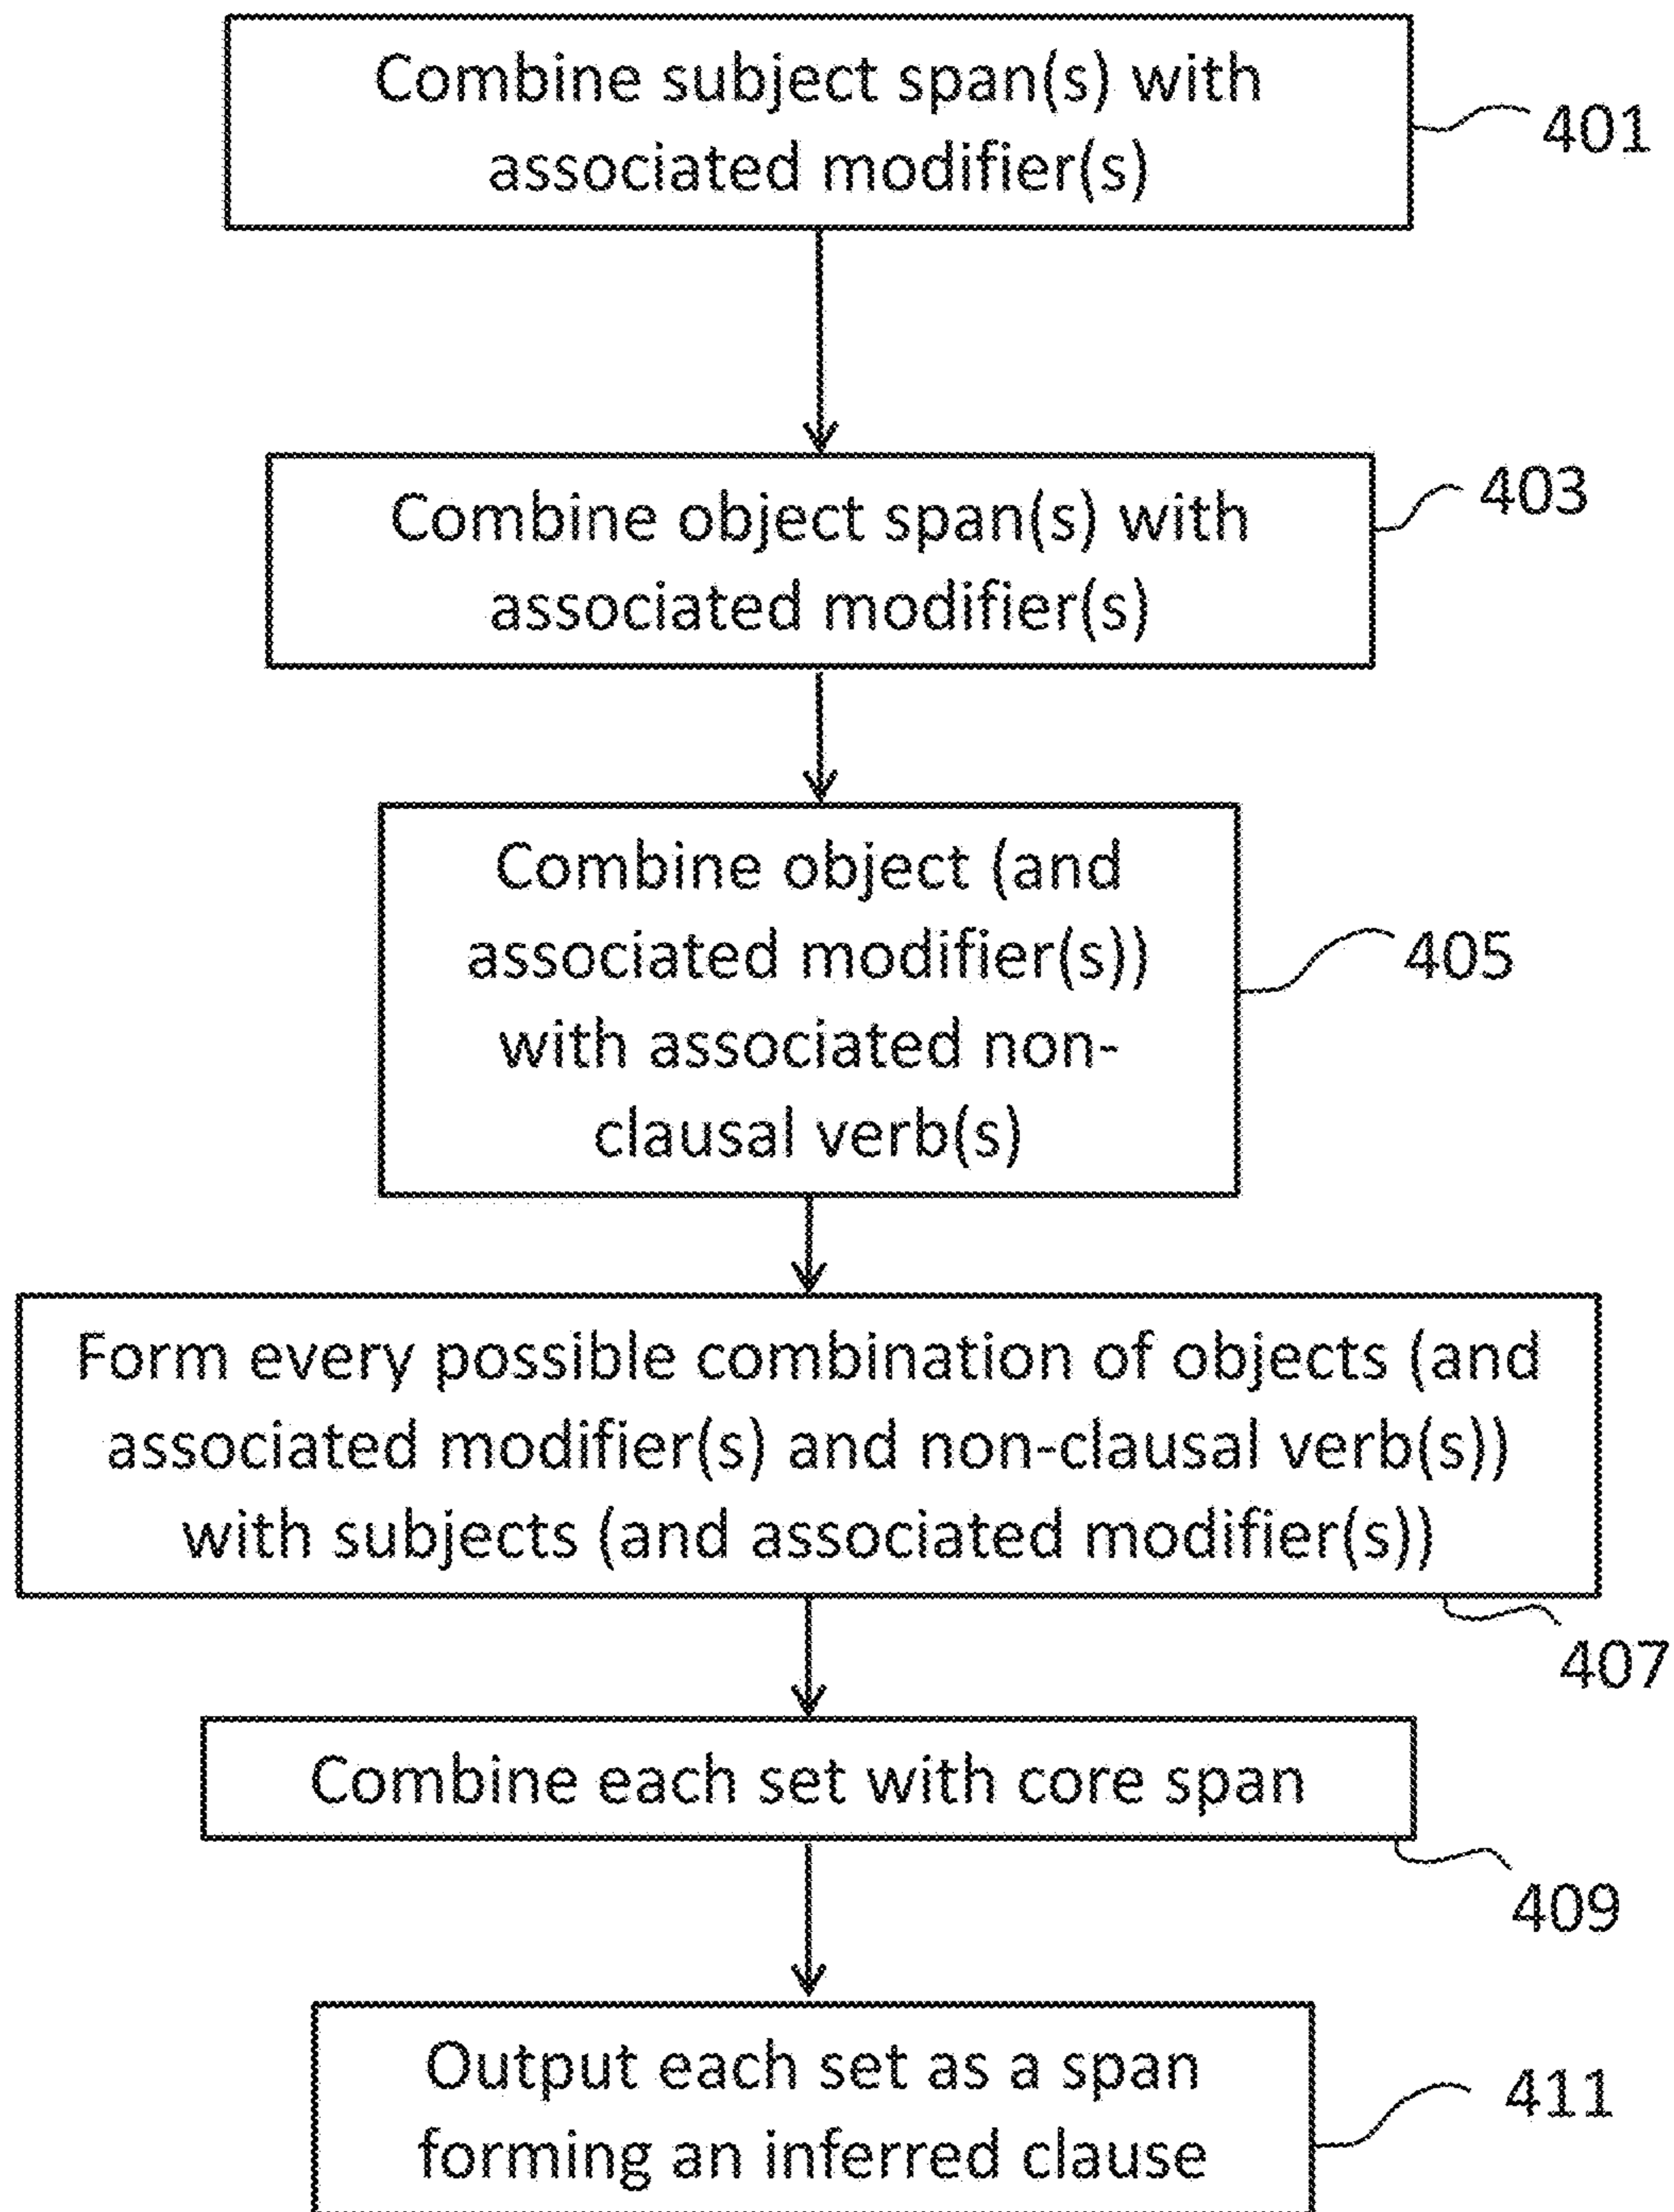 Combine subject span(s) with
associated modifier(s)
401
Combine object span(s) with
associated modifier(s)
403
Combine object (and
associated modifier(s))
with associated non-
clausal verb(s)
405
Form every possible combination of objects (and
associated modifier(s) and non-clausal verb(s))
with subjects (and associated modifier(s))
407
Combine each set with core span
409
Output each set as a span
forming an inferred clause
411